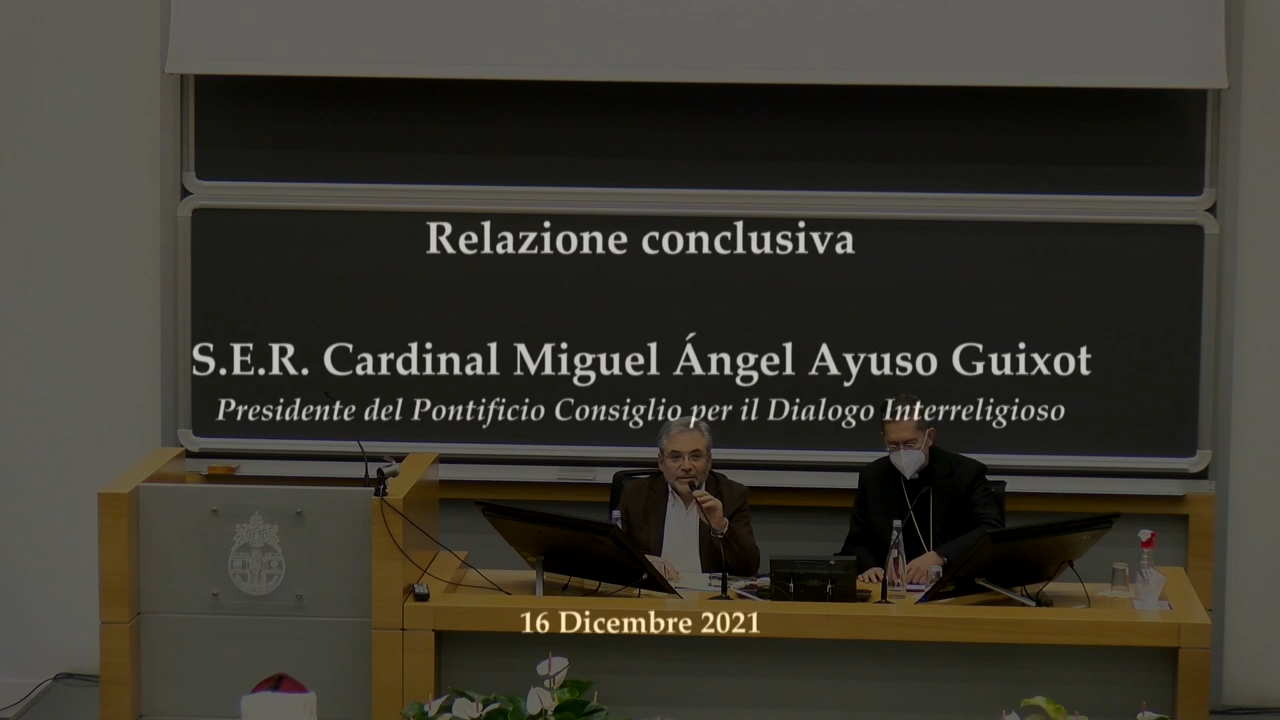 Relazione conclusiva
S.E.R. Cardinal Miguel Ángel Ayuso Guixot
Presidente del Pontificio Consiglio per il Dialogo Interreligioso
16 Dicembre 2021